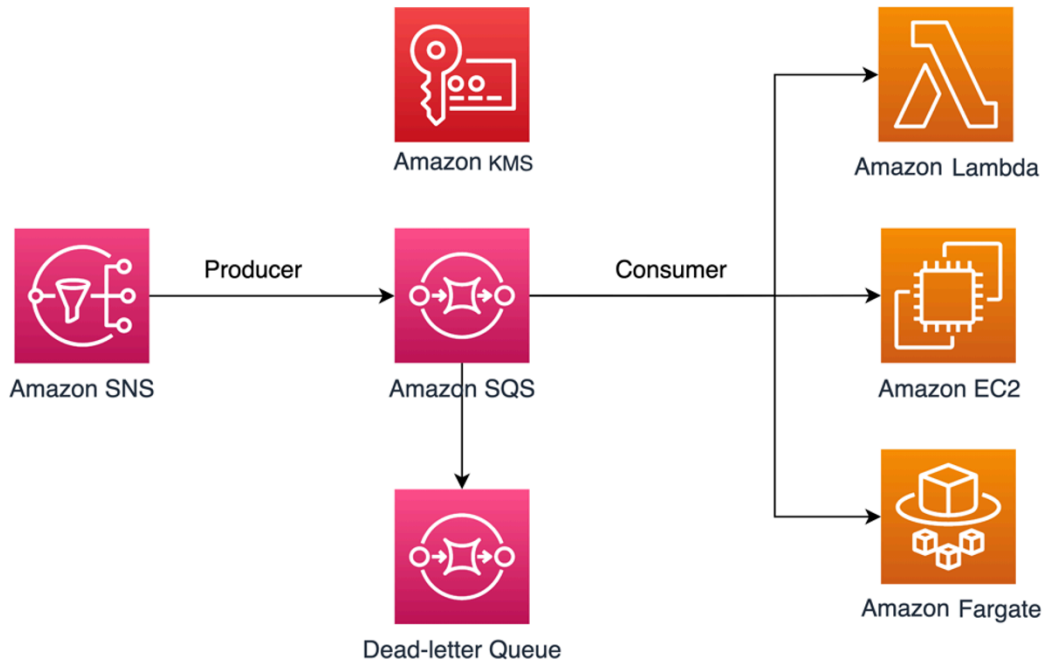 Amazon KMS
Amazon Lambda
Producer
Consumer
Amazon SNS
Amazon SQS
Amazon EC2
Amazon Fargate
Dead-letter Queue